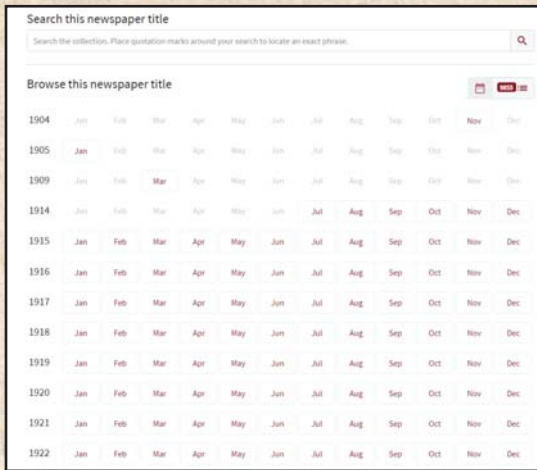 Search this newspaper title
Search the collection. Place quotation marks around your search to locate an exact phrase.
Browse this newspaper title
1904 Jan Feb Mar Apr May Jun Jul Aug Sep Oct Nov Dec
1905 Jan Feb Mar Apr May Jun Jul Aug Sep Oct Nov Dec
1909 Jan Feb Mar Apr May Jun Jul Aug Sep Oct Nov Dec
1914 Jan Feb Mar Apr May Jun Jul Aug Sep Oct Nov Dec
1915 Jan Feb Mar Apr May Jun Jul Aug Sep Oct Nov Dec
1916 Jan Feb Mar Apr May Jun Jul Aug Sep Oct Nov Dec
1917 Jan Feb Mar Apr May Jun Jul Aug Sep Oct Nov Dec
1918 Jan Feb Mar Apr May Jun Jul Aug Sep Oct Nov Dec
1919 Jan Feb Mar Apr May Jun Jul Aug Sep Oct Nov Dec
1920 Jan Feb Mar Apr May Jun Jul Aug Sep Oct Nov Dec
1921 Jan Feb Mar Apr May Jun Jul Aug Sep Oct Nov Dec
1922 Jan Feb Mar Apr May Jun Jul Aug Sep Oct Nov Dec